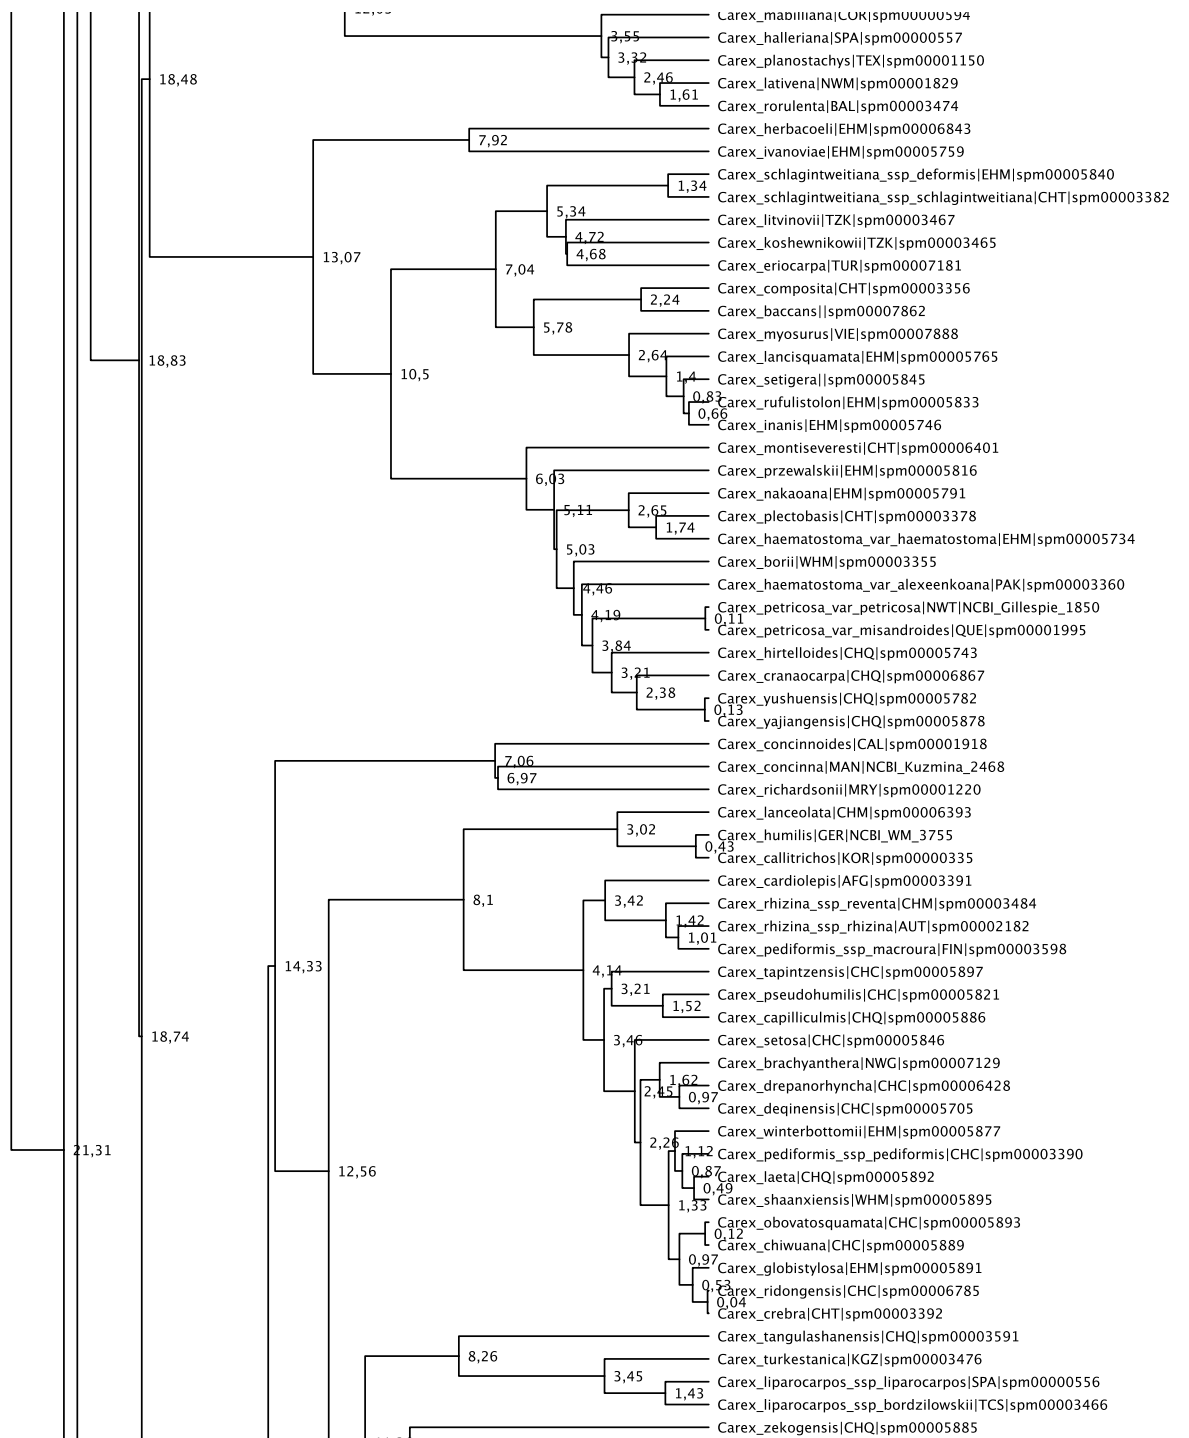 Carex_mabilliana|COR|spm00000594
3,55
Carex_halleriana|SPA|spm00000557
3,32
Carex_planostachys|TEX|spm00001150
18,48
2,46
Carex_lativena|NWM|spm00001829
1,61
Carex_rorulenta|BAL|spm00003474
Carex_herbacoeli|EHM|spm00006843
7,92
Carex_ivanoviae|EHM|spm00005759
Carex_schlagintweitiana_ssp_deformis|EHM|spm00005840
1,34
Carex_schlagintweitiana_ssp_schlagintweitiana|CHT|spm00003382
5,34
Carex_litvinovii|TZK|spm00003467
4,72
Carex_koshewnikowii|TZK|spm00003465
4,68
13,07
Carex_eriocarpa|TUR|spm00007181
7,04
Carex_composita|CHT|spm00003356
2,24
Carex_baccans||spm00007862
5,78
Carex_myosurus|VIE|spm00007888
2,64
Carex_lancisquamata|EHM|spm00005765
18,83
10,5
1,4
Carex_setigera||spm00005845
0,83
Carex_rufulistolon|EHM|spm00005833
0,66
Carex_inanis|EHM|spm00005746
Carex_montiseveresti|CHT|spm00006401
Carex_przewalskii|EHM|spm00005816
6,03
Carex_nakaoana|EHM|spm00005791
5,11
2,65
Carex_plectobasis|CHT|spm00003378
1,74
Carex_haematostoma_var_haematostoma|EHM|spm00005734
5,03
Carex_borii|WHM|spm00003355
4,46
Carex_haematostoma_var_alexeenkoana|PAK|spm00003360
Carex_petricosa_var_petricosa|NWT|NCBI_Gillespie_1850
4,19
0,11
Carex_petricosa_var_misandroides|QUE|spm00001995
3,84
Carex_hirtelloides|CHQ|spm00005743
3,21
Carex_cranaocarpa|CHQ|spm00006867
2,38
Carex_yushuensis|CHQ|spm00005782
0,13
Carex_yajiangensis|CHQ|spm00005878
Carex_concinnoides|CAL|spm00001918
7,06
Carex_concinna|MAN|NCBI_Kuzmina_2468
6,97
Carex_richardsonii|MRY|spm00001220
Carex_lanceolata|CHM|spm00006393
3,02
Carex_humilis|GER|NCBI_WM_3755
0,43
Carex_callitrichos|KOR|spm00000335
Carex_cardiolepis|AFG|spm00003391
8,1
3,42
Carex_rhizina_ssp_reventa|CHM|spm00003484
1,42
Carex_rhizina_ssp_rhizina|AUT|spm00002182
1,01
Carex_pediformis_ssp_macroura|FIN|spm00003598
14,33
4,14
Carex_tapintzensis|CHC|spm00005897
3,21
Carex_pseudohumilis|CHC|spm00005821
1,52
Carex_capilliculmis|CHQ|spm00005886
18,74
3,46
Carex_setosa|CHC|spm00005846
Carex_brachyanthera|NWG|spm00007129
1,62
Carex_drepanorhyncha|CHC|spm00006428
2,45
0,97
Carex_deqinensis|CHC|spm00005705
Carex_winterbottomii|EHM|spm00005877
2,26
21,31
1,12
Carex_pediformis_ssp_pediformis|CHC|spm00003390
12,56
0,87
Carex_laeta|CHQ|spm00005892
0,49
Carex_shaanxiensis|WHM|spm00005895
1,33
Carex_obovatosquamata|CHC|spm00005893
0,12
Carex_chiwuana|CHC|spm00005889
0,97
Carex_globistylosa|EHM|spm00005891
0,53
Carex_ridongensis|CHC|spm00006785
0,04
Carex_crebra|CHT|spm00003392
Carex_tangulashanensis|CHQ|spm00003591
8,26
Carex_turkestanica|KGZ|spm00003476
3,45
Carex_liparocarpos_ssp_liparocarpos|SPA|spm00000556
1,43
Carex_liparocarpos_ssp_bordzilowskii|TCS|spm00003466
Carex_zekogensis|CHQ|spm00005885